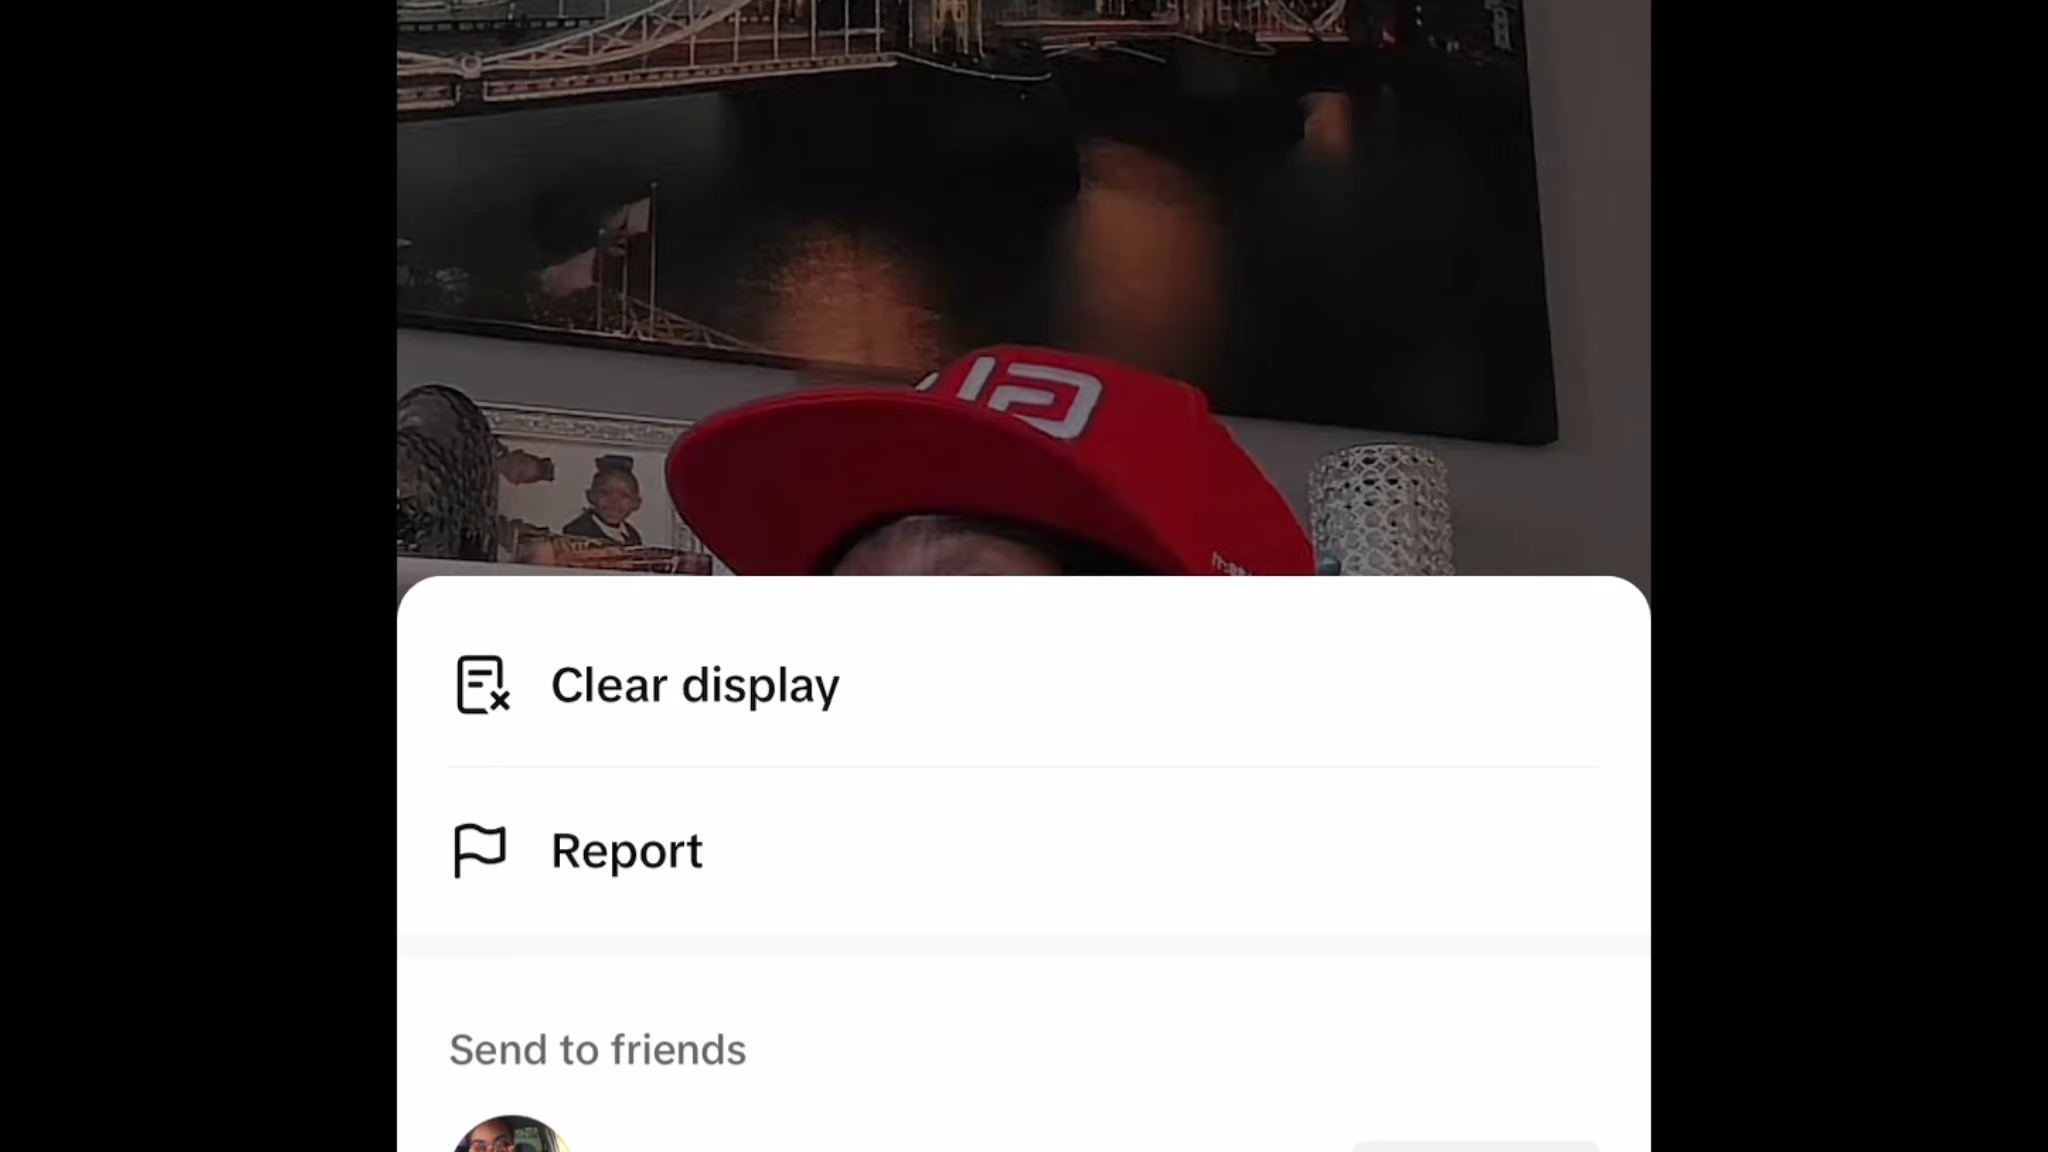 Clear display
Report
Send to friends